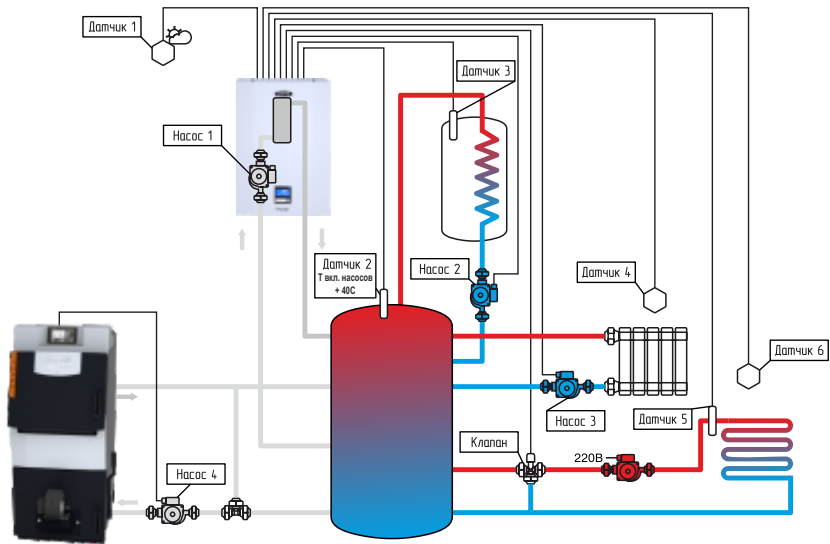 Датчик 1
Датчик 3
Насос 1
Датчик 2
Т вкл. насосов
+ 40С
Насос 2
Датчик 4
Датчик 6
Насос 3
Датчик 5
Клапан
220В
Насос 4